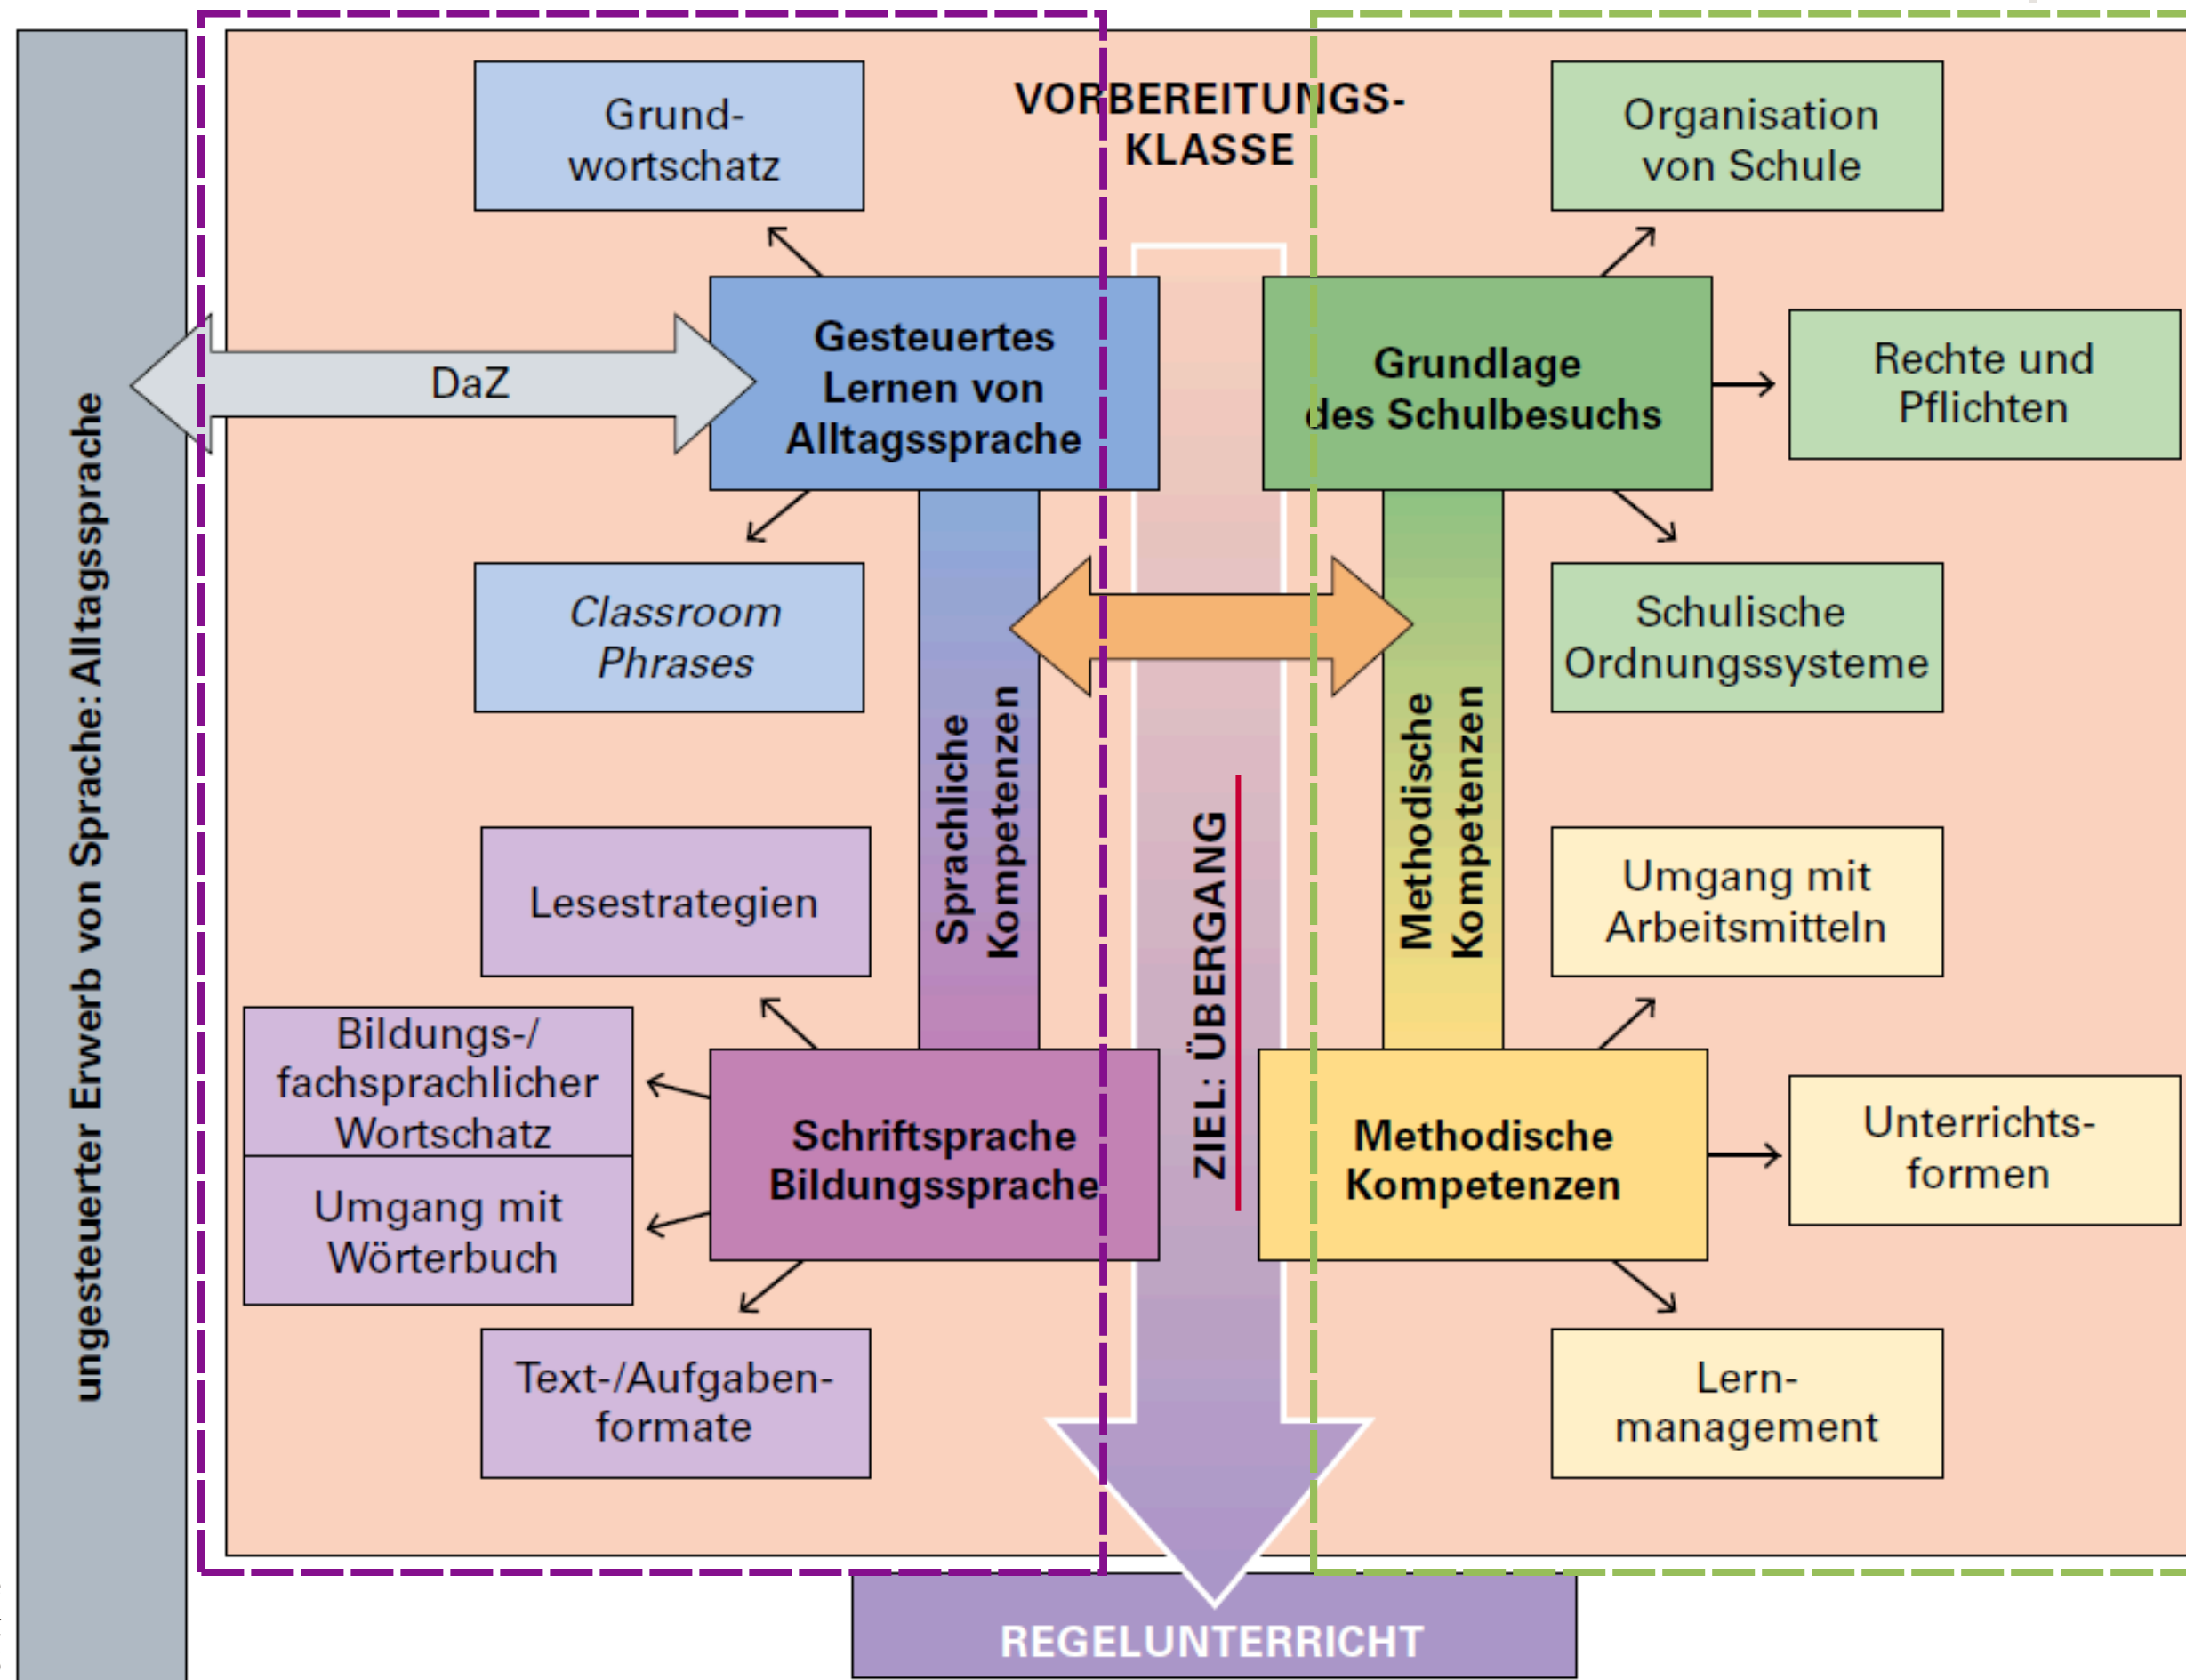 VORBEREITUNGS-
KLASSE
ungesteuerter Erwerb von Sprache: Alltagssprache
Grund-
wortschatz
DaZ
Gesteuertes
Lernen von
Alltagssprache
Classroom
Phrases
Sprachliche
Kompetenzen
Lesestrategien
Bildungs-/
fachsprachlicher
Wortschatz
Umgang mit
Wörterbuch
Schriftsprache
Bildungssprache
Text-/Aufgaben-
formate
ZIEL: ÜBERGANG
Organisation
von Schule
Grundlage
des Schulbesuchs
Rechte und
Pflichten
Schulische
Ordnungssysteme
Methodische
Kompetenzen
Umgang mit
Arbeitsmitteln
Methodische
Kompetenzen
Unterrichts-
formen
Lern-
management
REGELUNTERRICHT